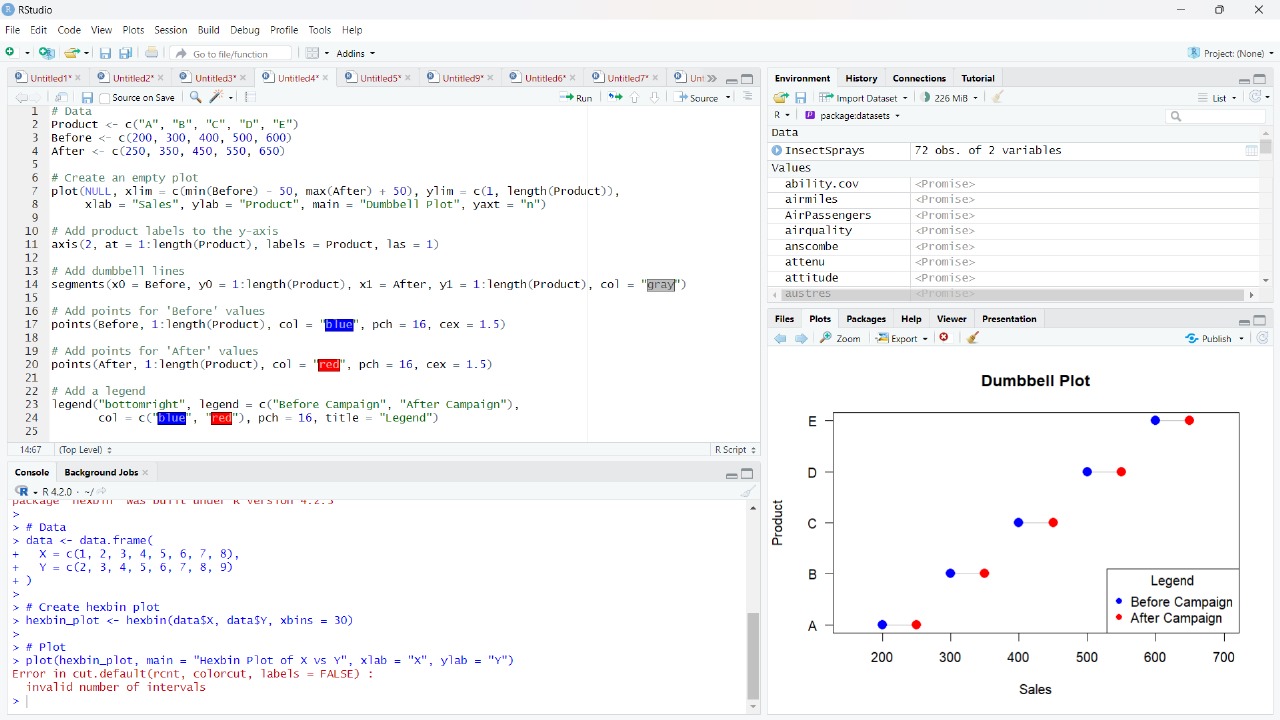 RStudio
File Edit Code View Plots Session Build Debug Profile Tools Help
Go to file/function Addins Project: (None)
Untitled1* Untitled2* Untitled3* Untitled4* Untitled5* Untitled9* Untitled6* Untitled7* Unt
Source on Save Run Source
1 # Data
2 Product <- c("A", "B", "C", "D", "E")
3 Before <- c(200, 300, 400, 500, 600)
4 After <- c(250, 350, 450, 550, 650)
5
6 # Create an empty plot
7 plot(NULL, xlim = c(min(Before) - 50, max(After) + 50), ylim = c(1, length(Product)),
8 xlab = "Sales", ylab = "Product", main = "Dumbbell Plot", yaxt = "n")
9
10 # Add product labels to the y-axis
11 axis(2, at = 1:length(Product), labels = Product, las = 1)
12
13 # Add dumbbell lines
14 segments(x0 = Before, y0 = 1:length(Product), x1 = After, y1 = 1:length(Product), col = "gray")
15
16 # Add points for 'Before' values
17 points(Before, 1:length(Product), col = "blue", pch = 16, cex = 1.5)
18
19 # Add points for 'After' values
20 points(After, 1:length(Product), col = "red", pch = 16, cex = 1.5)
21
22 # Add a legend
23 legend("bottomright", legend = c("Before Campaign", "After Campaign"),
24 col = c("blue", "red"), pch = 16, title = "Legend")
25
14:67 (Top Level) R Script
Console Background Jobs
R R 4.2.0 · ~/
package 'hexbin' was built under R version 4.2.3
>
> # Data
> data <- data.frame(
+ X = c(1, 2, 3, 4, 5, 6, 7, 8),
+ Y = c(2, 3, 4, 5, 6, 7, 8, 9)
+ )
>
> # Create hexbin plot
> hexbin_plot <- hexbin(data$X, data$Y, xbins = 30)
>
> # Plot
> plot(hexbin_plot, main = "Hexbin Plot of X vs Y", xlab = "X", ylab = "Y")
Error in cut.default(rcnt, colorcut, labels = FALSE) :
invalid number of intervals
>
Environment History Connections Tutorial
Import Dataset 226 MiB List
R package:datasets
Data
InsectSprays 72 obs. of 2 variables
Values
ability.cov <Promise>
airmiles <Promise>
AirPassengers <Promise>
airquality <Promise>
anscombe <Promise>
attenu <Promise>
attitude <Promise>
austres <Promise>
Files Plots Packages Help Viewer Presentation
Zoom Export Publish
Dumbbell Plot
E
D
C
B
A
Product
Legend
Before Campaign
After Campaign
200 300 400 500 600 700
Sales